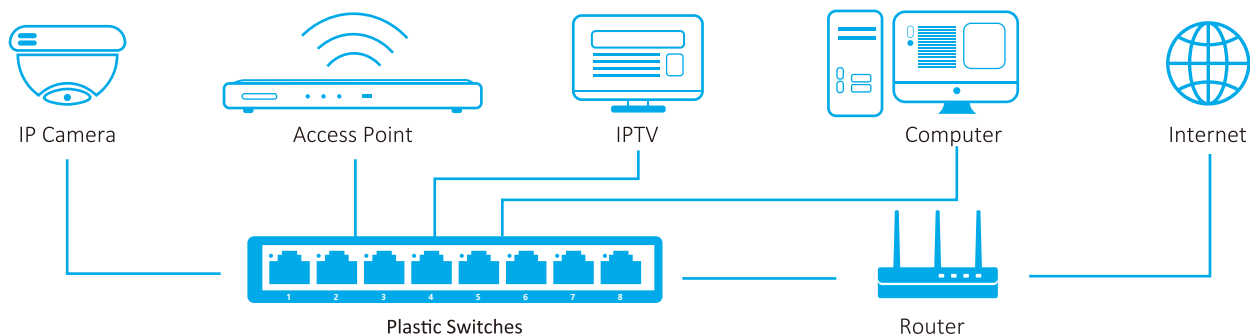 IP Camera
Access Point
IPTV
Computer
Internet
1 2 3 4 5 6 7 8
Plastic Switches
Router